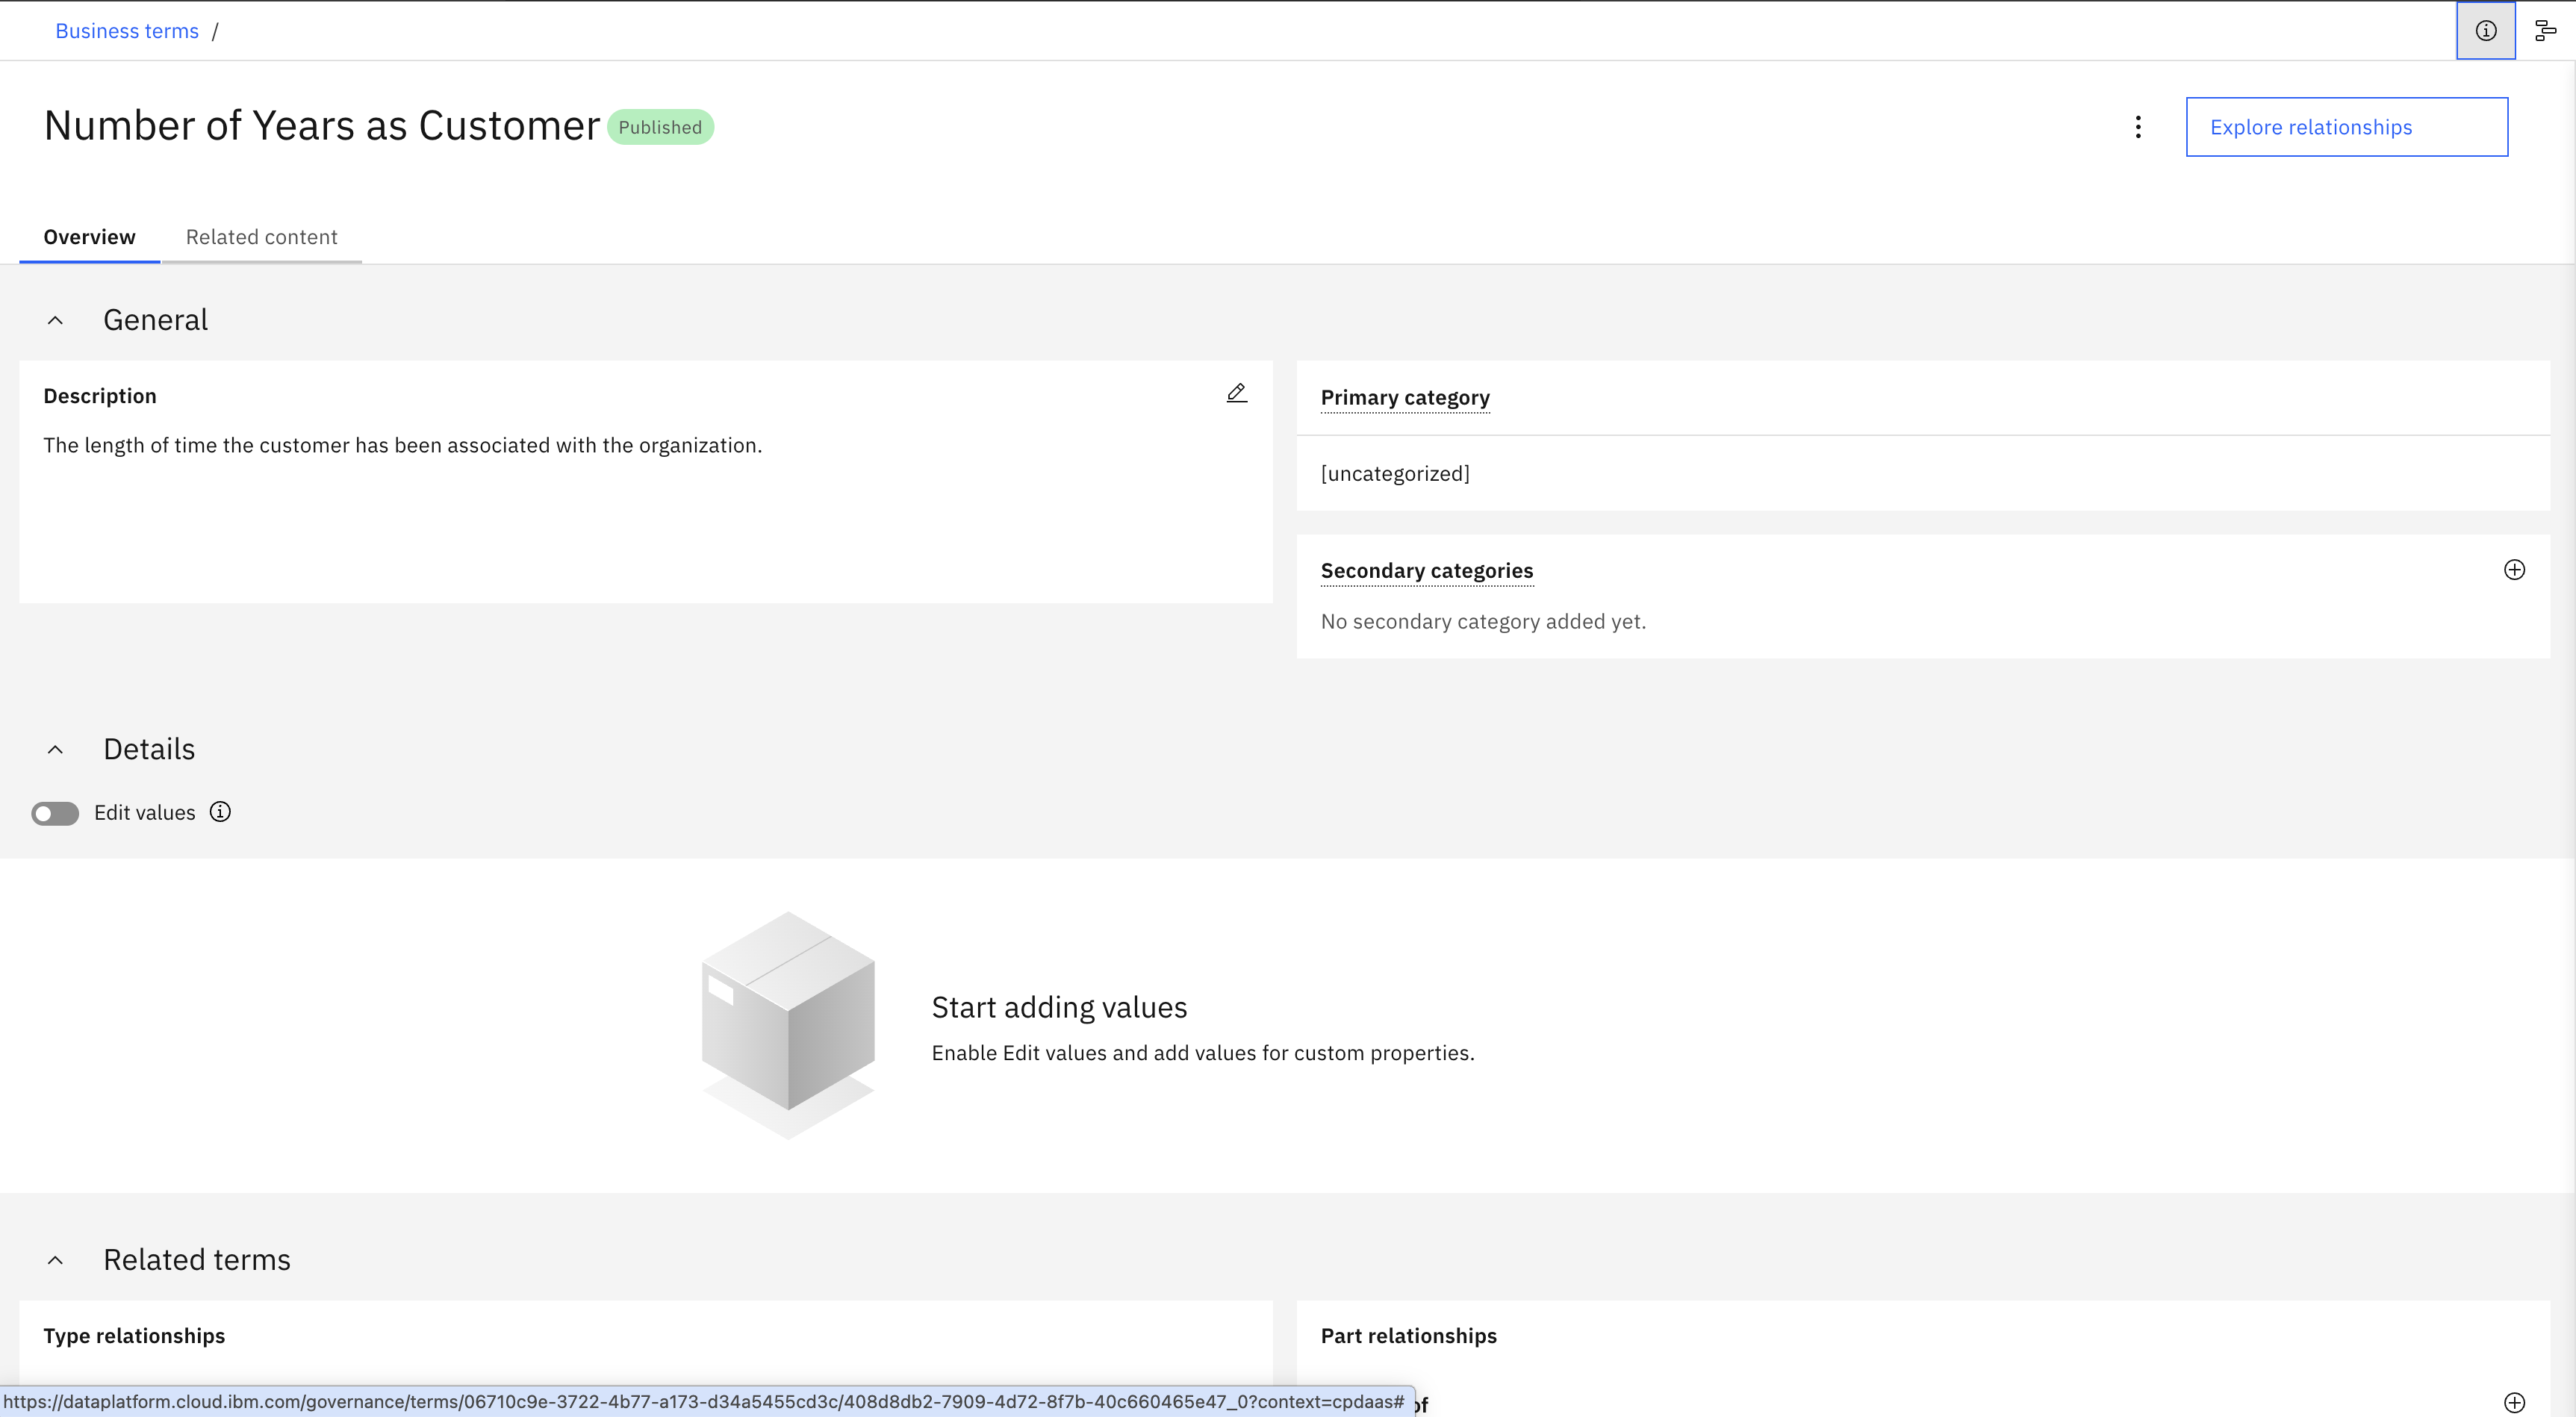 Business terms /
Number of Years as Customer Published
Explore relationships
Overview Related content
General
Description
The length of time the customer has been associated with the organization.
Primary category
[uncategorized]
Secondary categories
No secondary category added yet.
Details
Edit values
Start adding values
Enable Edit values and add values for custom properties.
Related terms
Type relationships
Part relationships
https://dataplatform.cloud.ibm.com/governance/terms/06710c9e-3722-4b77-a173-d34a5455cd3c/408d8db2-7909-4d72-8f7b-40c660465e47_0?context=cpdaas#